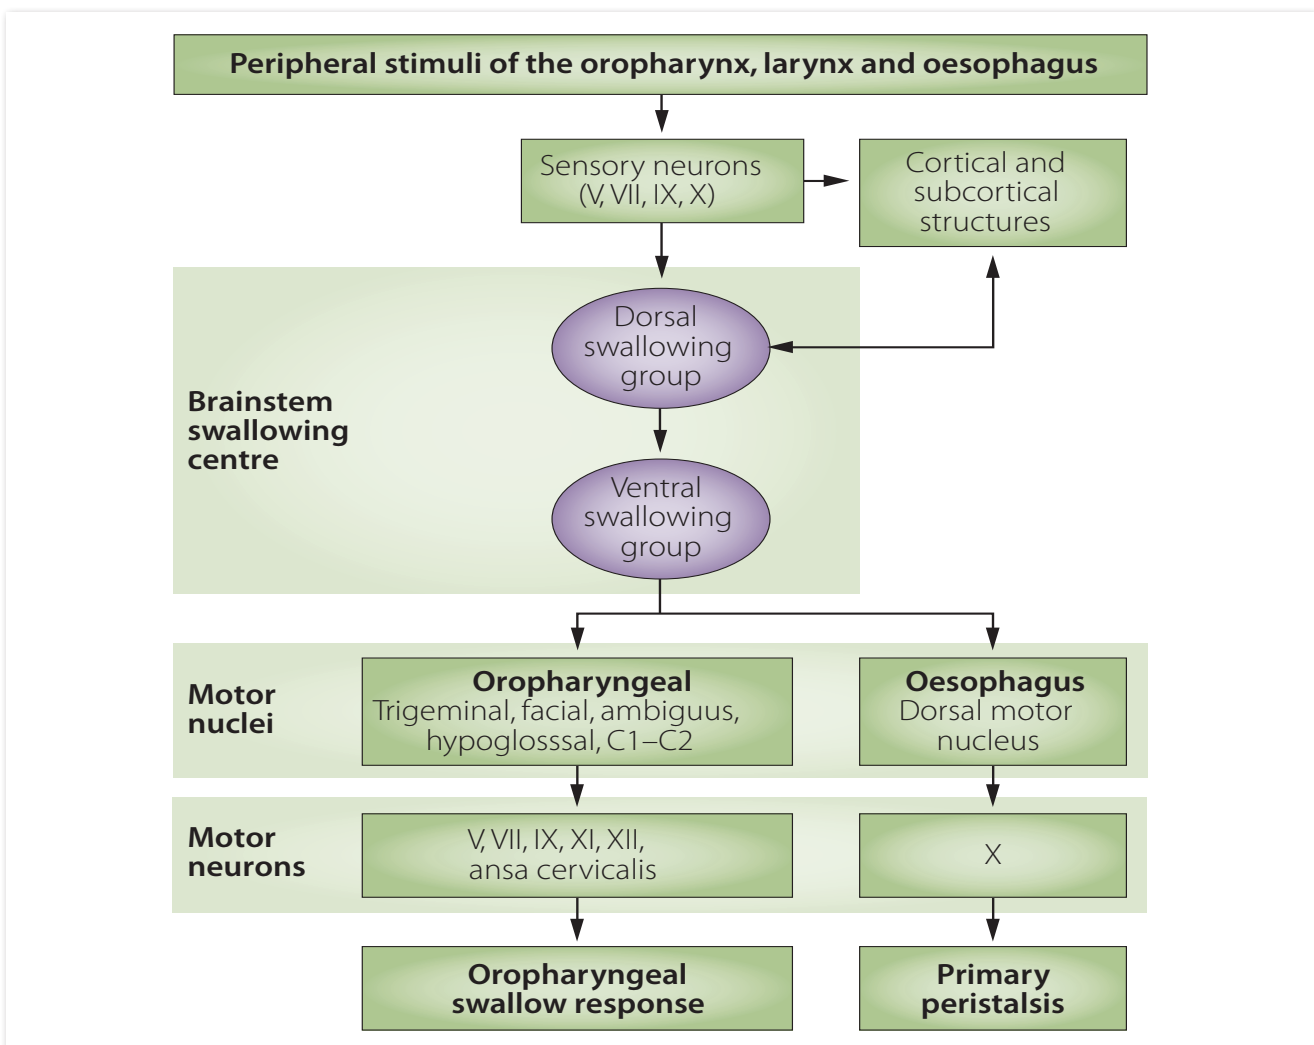 Peripheral stimuli of the oropharynx, larynx and oesophagus
Sensory neurons
(V, VII, IX, X)
Cortical and
subcortical
structures
Brainstem
swallowing
centre
Dorsal
swallowing
group
Ventral
swallowing
group
Motor
nuclei
Oropharyngeal
Trigeminal, facial, ambiguus,
hypoglosssal, C1–C2
Oesophagus
Dorsal motor
nucleus
Motor
neurons
V, VII, IX, XI, XII,
ansa cervicalis
X
Oropharyngeal
swallow response
Primary
peristalsis